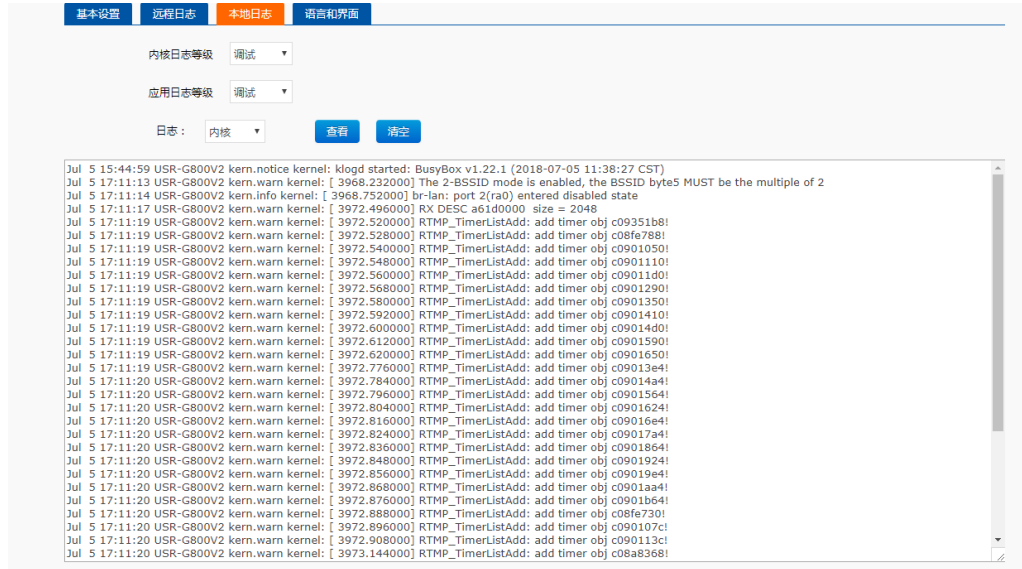 基本设置 远程日志 本地日志 语言和界面
内核日志等级 调试
应用日志等级 调试
日志： 内核 查看 清空
Jul 5 15:44:59 USR-G800V2 kern.notice kernel: klogd started: BusyBox v1.22.1 (2018-07-05 11:38:27 CST)
Jul 5 17:11:13 USR-G800V2 kern.warn kernel: [ 3968.232000] The 2-BSSID mode is enabled, the BSSID byte5 MUST be the multiple of 2
Jul 5 17:11:14 USR-G800V2 kern.info kernel: [ 3968.752000] br-lan: port 2(ra0) entered disabled state
Jul 5 17:11:17 USR-G800V2 kern.warn kernel: [ 3972.496000] RX DESC a61d0000 size = 2048
Jul 5 17:11:19 USR-G800V2 kern.warn kernel: [ 3972.520000] RTMP_TimerListAdd: add timer obj c09351b8!
Jul 5 17:11:19 USR-G800V2 kern.warn kernel: [ 3972.528000] RTMP_TimerListAdd: add timer obj c08fe788!
Jul 5 17:11:19 USR-G800V2 kern.warn kernel: [ 3972.540000] RTMP_TimerListAdd: add timer obj c0901050!
Jul 5 17:11:19 USR-G800V2 kern.warn kernel: [ 3972.548000] RTMP_TimerListAdd: add timer obj c0901110!
Jul 5 17:11:19 USR-G800V2 kern.warn kernel: [ 3972.560000] RTMP_TimerListAdd: add timer obj c09011d0!
Jul 5 17:11:19 USR-G800V2 kern.warn kernel: [ 3972.568000] RTMP_TimerListAdd: add timer obj c0901290!
Jul 5 17:11:19 USR-G800V2 kern.warn kernel: [ 3972.580000] RTMP_TimerListAdd: add timer obj c0901350!
Jul 5 17:11:19 USR-G800V2 kern.warn kernel: [ 3972.592000] RTMP_TimerListAdd: add timer obj c0901410!
Jul 5 17:11:19 USR-G800V2 kern.warn kernel: [ 3972.600000] RTMP_TimerListAdd: add timer obj c09014d0!
Jul 5 17:11:19 USR-G800V2 kern.warn kernel: [ 3972.612000] RTMP_TimerListAdd: add timer obj c0901590!
Jul 5 17:11:19 USR-G800V2 kern.warn kernel: [ 3972.620000] RTMP_TimerListAdd: add timer obj c0901650!
Jul 5 17:11:19 USR-G800V2 kern.warn kernel: [ 3972.776000] RTMP_TimerListAdd: add timer obj c09013e4!
Jul 5 17:11:20 USR-G800V2 kern.warn kernel: [ 3972.784000] RTMP_TimerListAdd: add timer obj c09014a4!
Jul 5 17:11:20 USR-G800V2 kern.warn kernel: [ 3972.796000] RTMP_TimerListAdd: add timer obj c0901564!
Jul 5 17:11:20 USR-G800V2 kern.warn kernel: [ 3972.804000] RTMP_TimerListAdd: add timer obj c0901624!
Jul 5 17:11:20 USR-G800V2 kern.warn kernel: [ 3972.816000] RTMP_TimerListAdd: add timer obj c09016e4!
Jul 5 17:11:20 USR-G800V2 kern.warn kernel: [ 3972.824000] RTMP_TimerListAdd: add timer obj c09017a4!
Jul 5 17:11:20 USR-G800V2 kern.warn kernel: [ 3972.836000] RTMP_TimerListAdd: add timer obj c0901864!
Jul 5 17:11:20 USR-G800V2 kern.warn kernel: [ 3972.848000] RTMP_TimerListAdd: add timer obj c0901924!
Jul 5 17:11:20 USR-G800V2 kern.warn kernel: [ 3972.856000] RTMP_TimerListAdd: add timer obj c09019e4!
Jul 5 17:11:20 USR-G800V2 kern.warn kernel: [ 3972.868000] RTMP_TimerListAdd: add timer obj c0901aa4!
Jul 5 17:11:20 USR-G800V2 kern.warn kernel: [ 3972.876000] RTMP_TimerListAdd: add timer obj c0901b64!
Jul 5 17:11:20 USR-G800V2 kern.warn kernel: [ 3972.888000] RTMP_TimerListAdd: add timer obj c08fe730!
Jul 5 17:11:20 USR-G800V2 kern.warn kernel: [ 3972.896000] RTMP_TimerListAdd: add timer obj c090107c!
Jul 5 17:11:20 USR-G800V2 kern.warn kernel: [ 3972.908000] RTMP_TimerListAdd: add timer obj c090113c!
Jul 5 17:11:20 USR-G800V2 kern.warn kernel: [ 3973.144000] RTMP_TimerListAdd: add timer obj c08a8368!